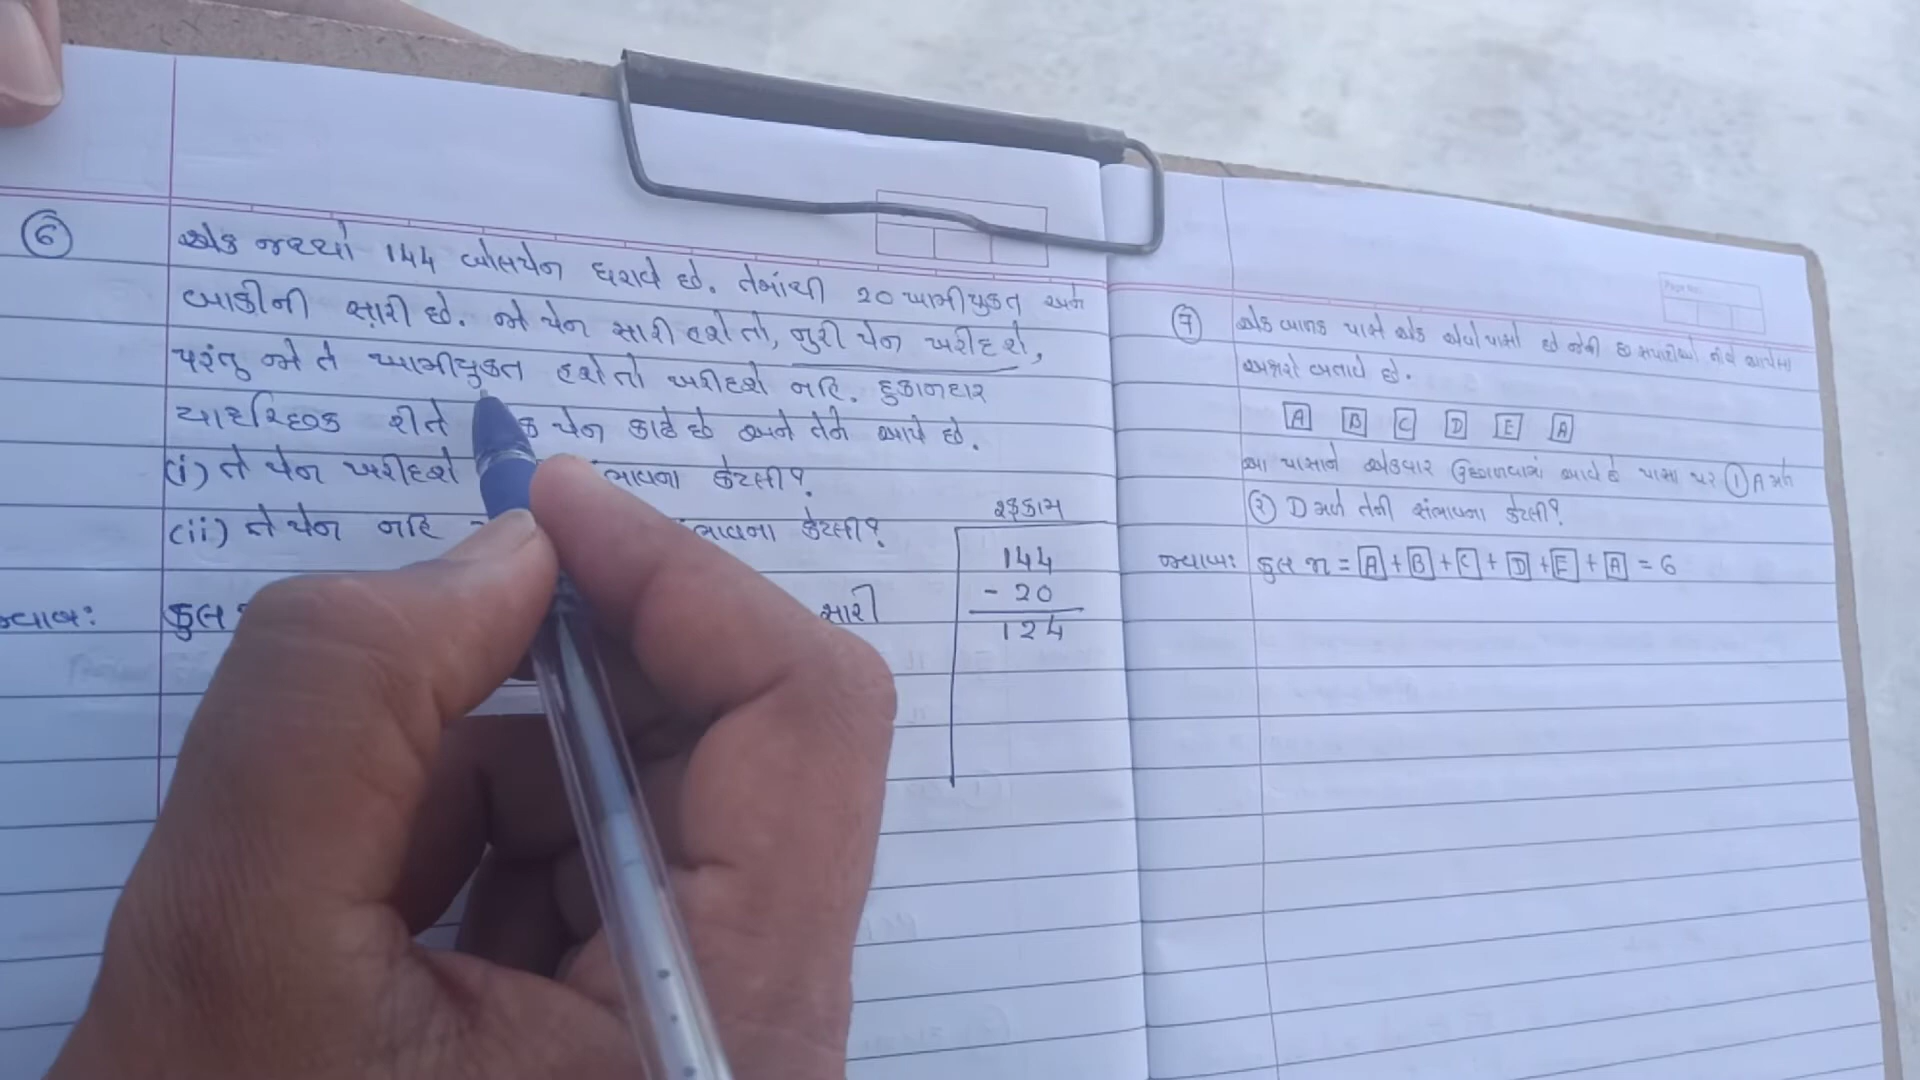 6
એક જથ્થો 144 બોલપેન ધરાવે છે. તેમાંથી 20 ખામીયુક્ત અને
બાકીની સારી છે. જો પેન સારી હશે તો, નુરી પેન ખરીદશે,
પરંતુ જો તે ખામીયુક્ત હશે તો ખરીદશે નહિ. દુકાનદાર
યાદચ્છિક રીતે પેન કાઢે છે અને તેને આપે છે.
(i) તે પેન ખરીદશે કેટલી?
(ii) તે પેન નહિ કેટલી?
રફકામ
144
- 20
124
જવાબ: કુલ સારી
7
એક બાળક પાસે એક એવો પાસો છે જેની છ સપાટીઓ નીચે આપેલા
અક્ષરો બતાવે છે.
A B C D E A
આ પાસાને એકવાર ઉછાળવામાં આવે છે પાસા પર ① A મળે
② D મળે તેની સંભાવના કેટલી?
જવાબ: કુલ n = A + B + C + D + E + A = 6